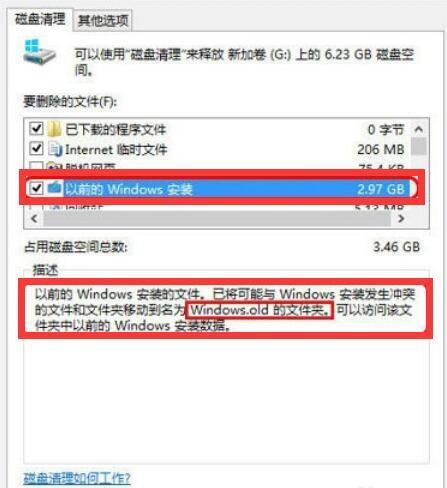 磁盘清理 其他选项
可以使用"磁盘清理"来释放 新加卷 (G:) 上的 6.23 GB 磁盘空
间。
要删除的文件(F):
已下载的程序文件 0 字节
Internet 临时文件 206 MB
脱机网页 75.4 KB
以前的 Windows 安装 2.97 GB
回收站 5.13 MB
占用磁盘空间总数: 3.46 GB
描述
以前的 Windows 安装的文件。已将可能与 Windows 安装发生冲突
的文件和文件夹移动到名为 Windows.old 的文件夹。可以访问该文
件夹中以前的 Windows 安装数据。
磁盘清理如何工作?